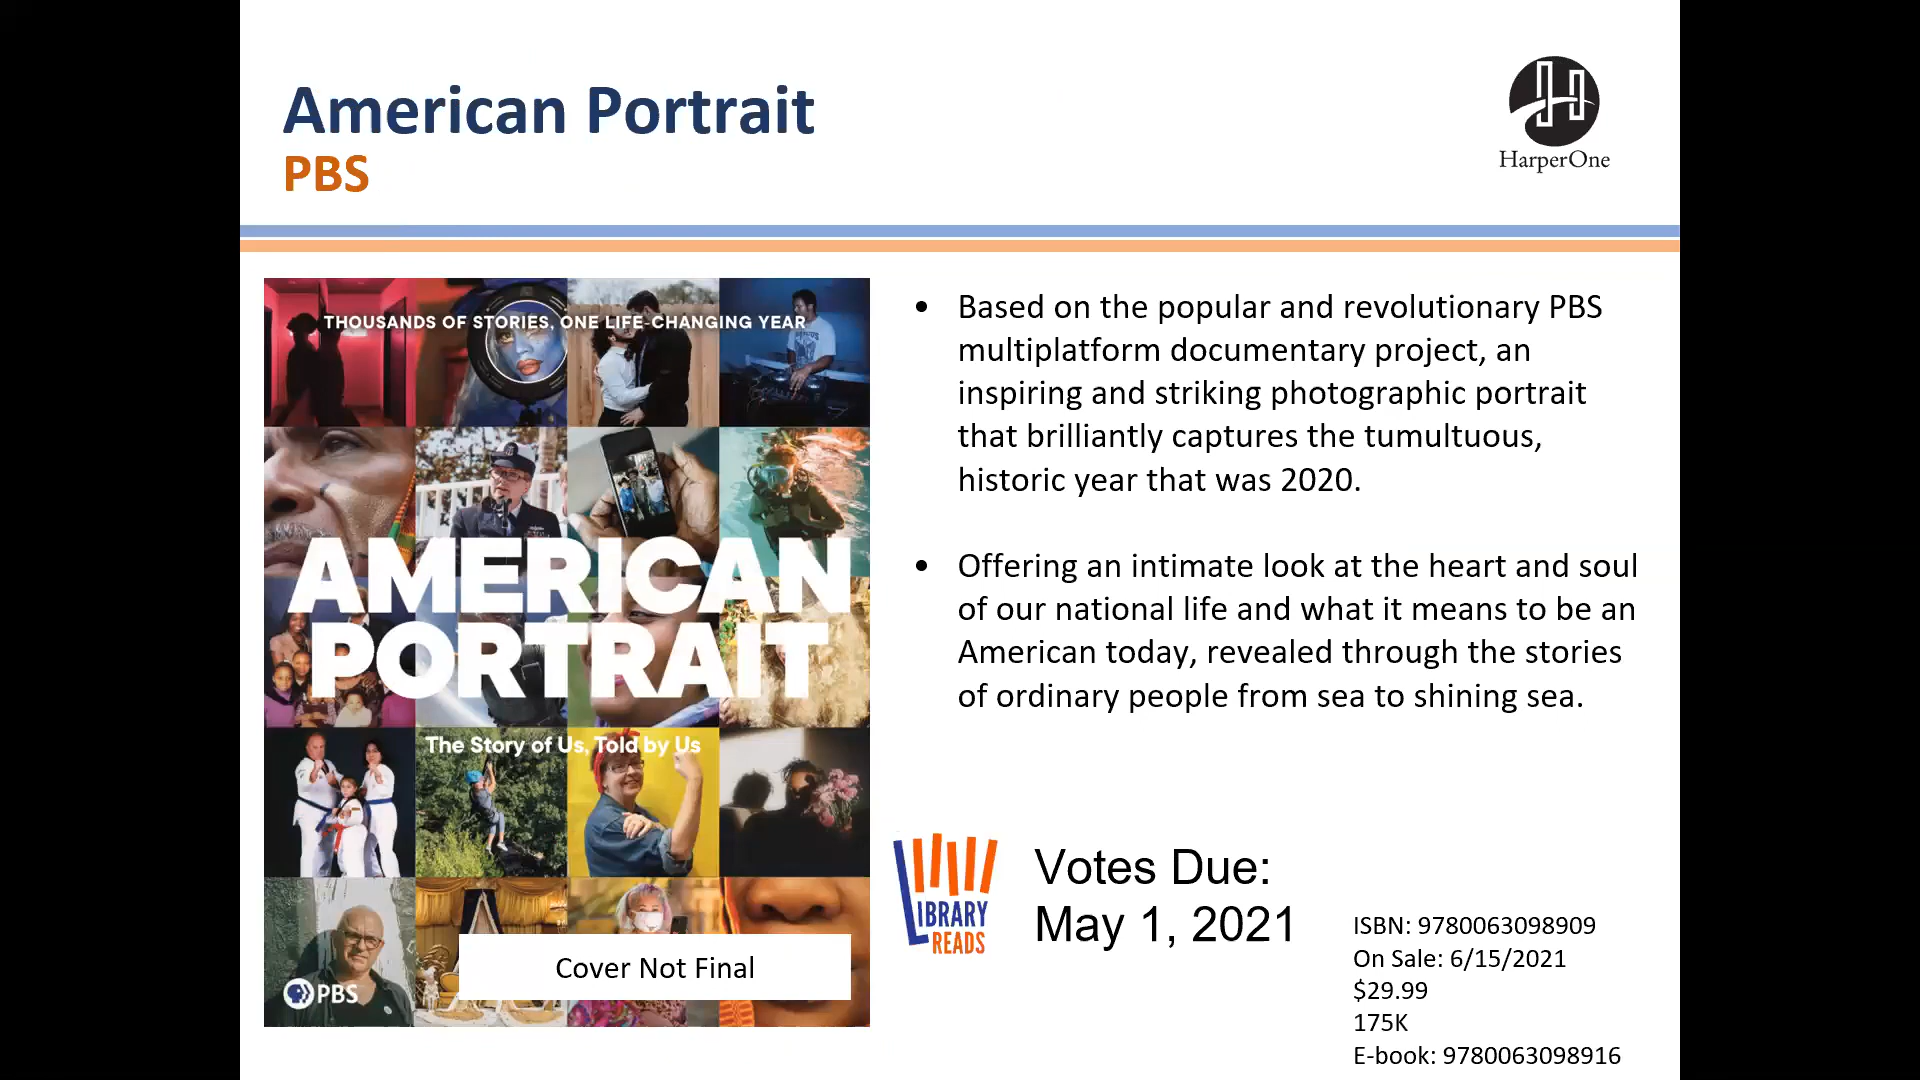 American Portrait
PBS
HarperOne
THOUSANDS OF STORIES, ONE LIFE-CHANGING YEAR
AMERICAN
PORTRAIT
The Story of Us, Told by Us
Cover Not Final
PBS
• Based on the popular and revolutionary PBS
multiplatform documentary project, an
inspiring and striking photographic portrait
that brilliantly captures the tumultuous,
historic year that was 2020.
• Offering an intimate look at the heart and soul
of our national life and what it means to be an
American today, revealed through the stories
of ordinary people from sea to shining sea.
LIBRARY
READS
Votes Due:
May 1, 2021
ISBN: 9780063098909
On Sale: 6/15/2021
$29.99
175K
E-book: 9780063098916